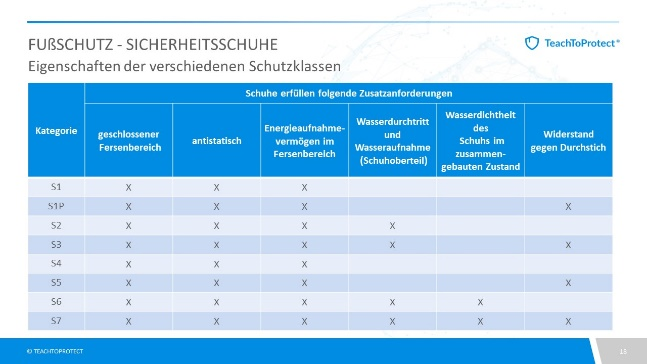 FUßSCHUTZ - SICHERHEITSSCHUHE
TeachToProtect®
Eigenschaften der verschiedenen Schutzklassen
Schuhe erfüllen folgende Zusatzanforderungen
Kategorie
geschlossener
Fersenbereich
antistatisch
Energieaufnahme-
vermögen im
Fersenbereich
Wasserdurchtritt
und
Wasseraufnahme
(Schuhoberteil)
Wasserdichtheit
des
Schuhs im
zusammen-
gebauten Zustand
Widerstand
gegen Durchstich
S1 X X X
S1P X X X X
S2 X X X X
S3 X X X X X
S4 X X X
S5 X X X X
S6 X X X X X
S7 X X X X X X
© TEACHTOPROTECT
15